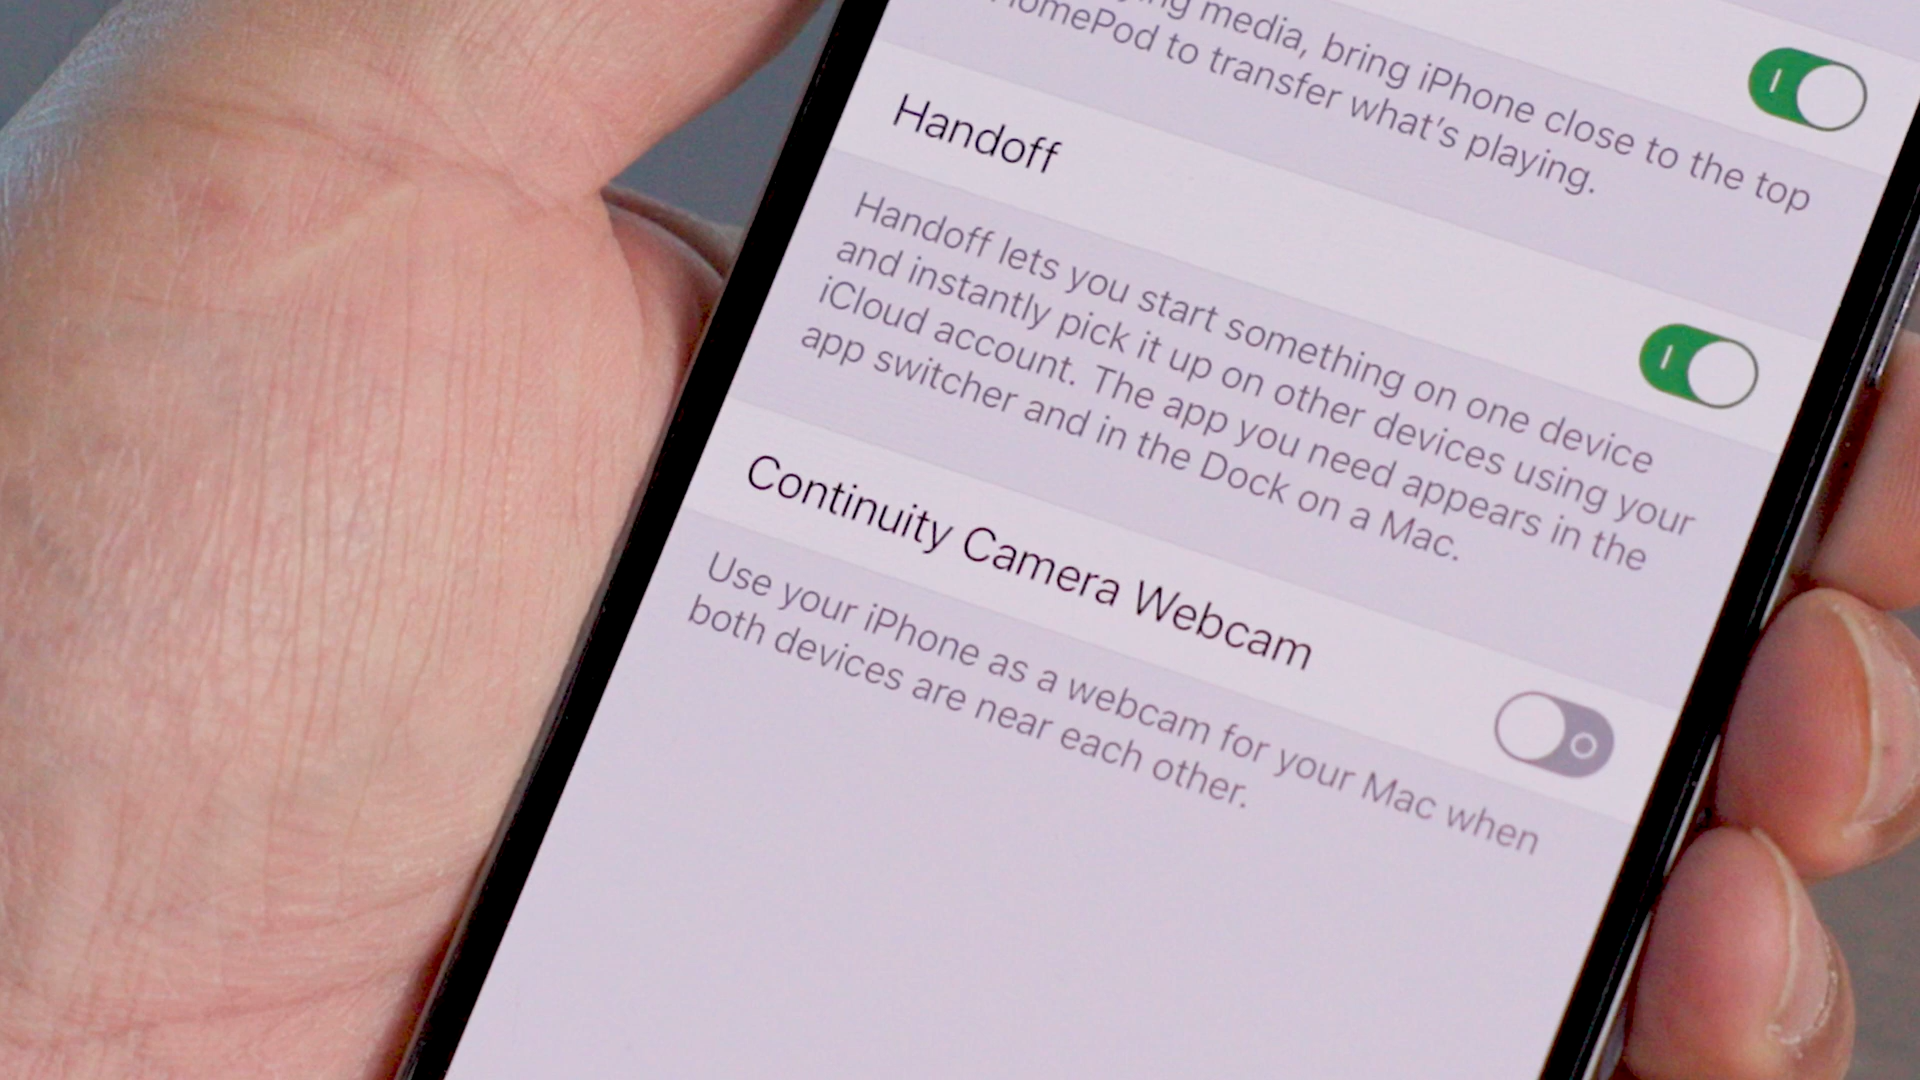 media, bring iPhone close to the top
HomePod to transfer what's playing.
Handoff
Handoff lets you start something on one device
and instantly pick it up on other devices using your
iCloud account. The app you need appears in the
app switcher and in the Dock on a Mac.
Continuity Camera Webcam
Use your iPhone as a webcam for your Mac when
both devices are near each other.